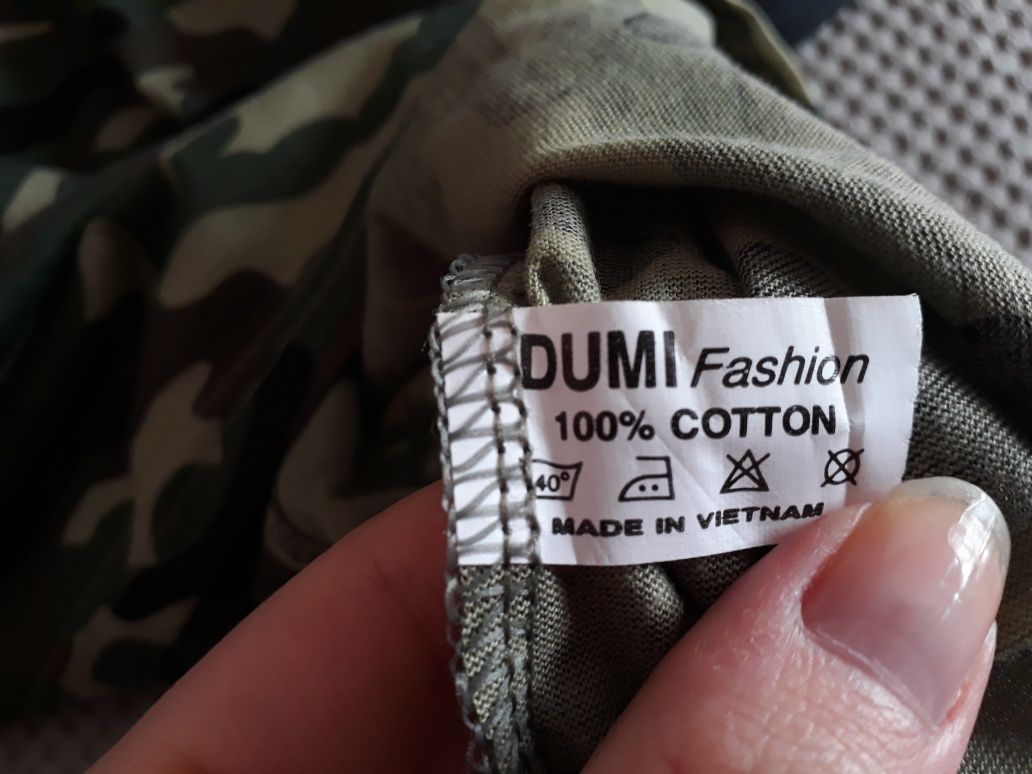 DUMI Fashion
100% COTTON
40°
MADE IN VIETNAM